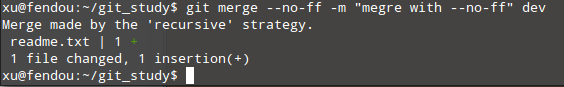 xu@fendou:~/git_study$ git merge --no-ff -m "megre with --no-ff" dev
Merge made by the 'recursive' strategy.
 readme.txt | 1 +
 1 file changed, 1 insertion(+)
xu@fendou:~/git_study$